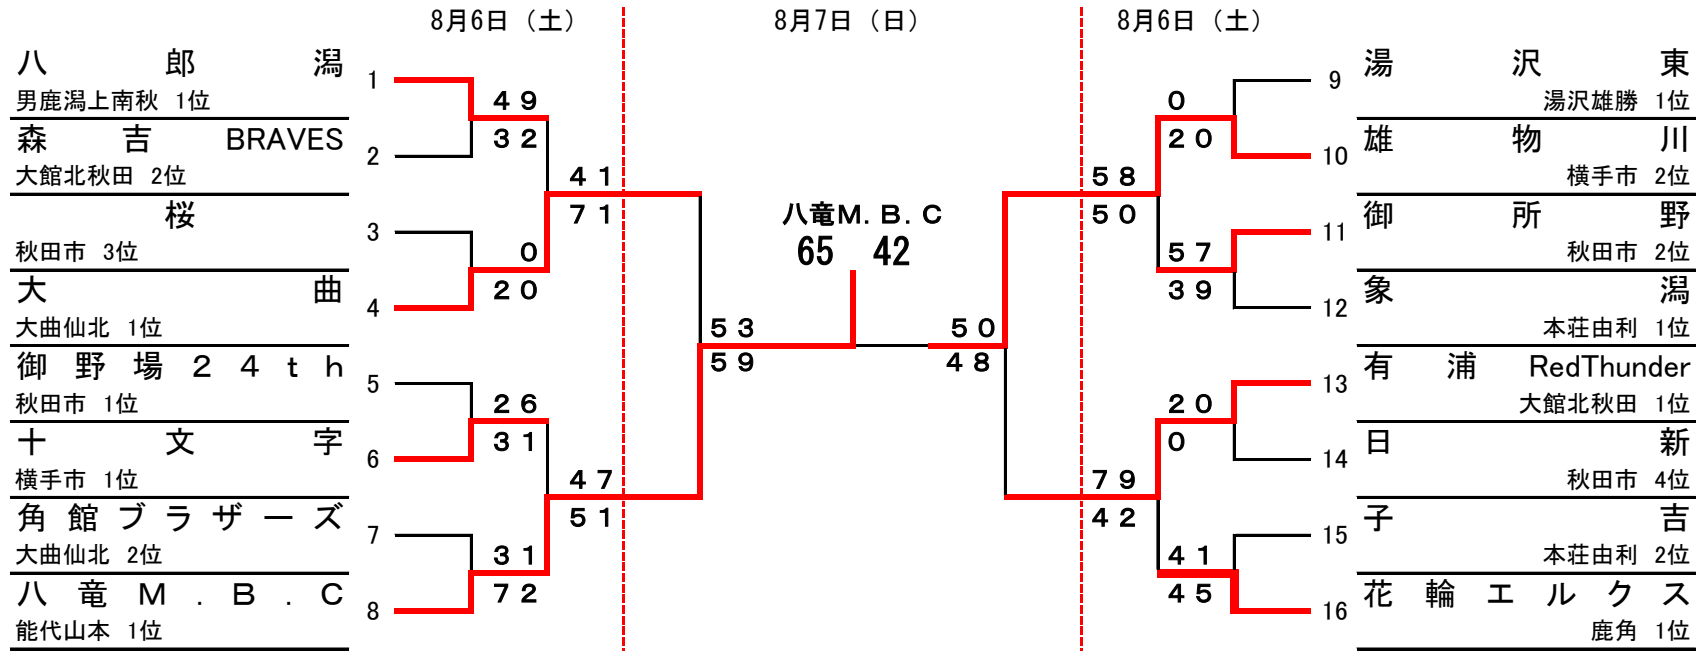 8月6日（土）
8月7日（日）
8月6日（土）
八郎潟
男鹿潟上南秋 1位
1
森吉 BRAVES
大館北秋田 2位
2
桜
秋田市 3位
3
大曲
大曲仙北 1位
4
御野場２４ｔｈ
秋田市 1位
5
十文字
横手市 1位
6
角館ブラザーズ
大曲仙北 2位
7
八竜Ｍ．Ｂ．Ｃ
能代山本 1位
8
４９
３２
０
２０
２６
３１
３１
７２
４１
７１
４７
５１
５３
５９
八竜Ｍ．Ｂ．Ｃ
65 42
５０
４８
５８
５０
７９
４２
０
２０
５７
３９
２０
０
４１
４５
9
湯沢東
湯沢雄勝 1位
10
雄物川
横手市 2位
11
御所野
秋田市 2位
12
象潟
本荘由利 1位
13
有浦 RedThunder
大館北秋田 1位
14
日新
秋田市 4位
15
子吉
本荘由利 2位
16
花輪エルクス
鹿角 1位